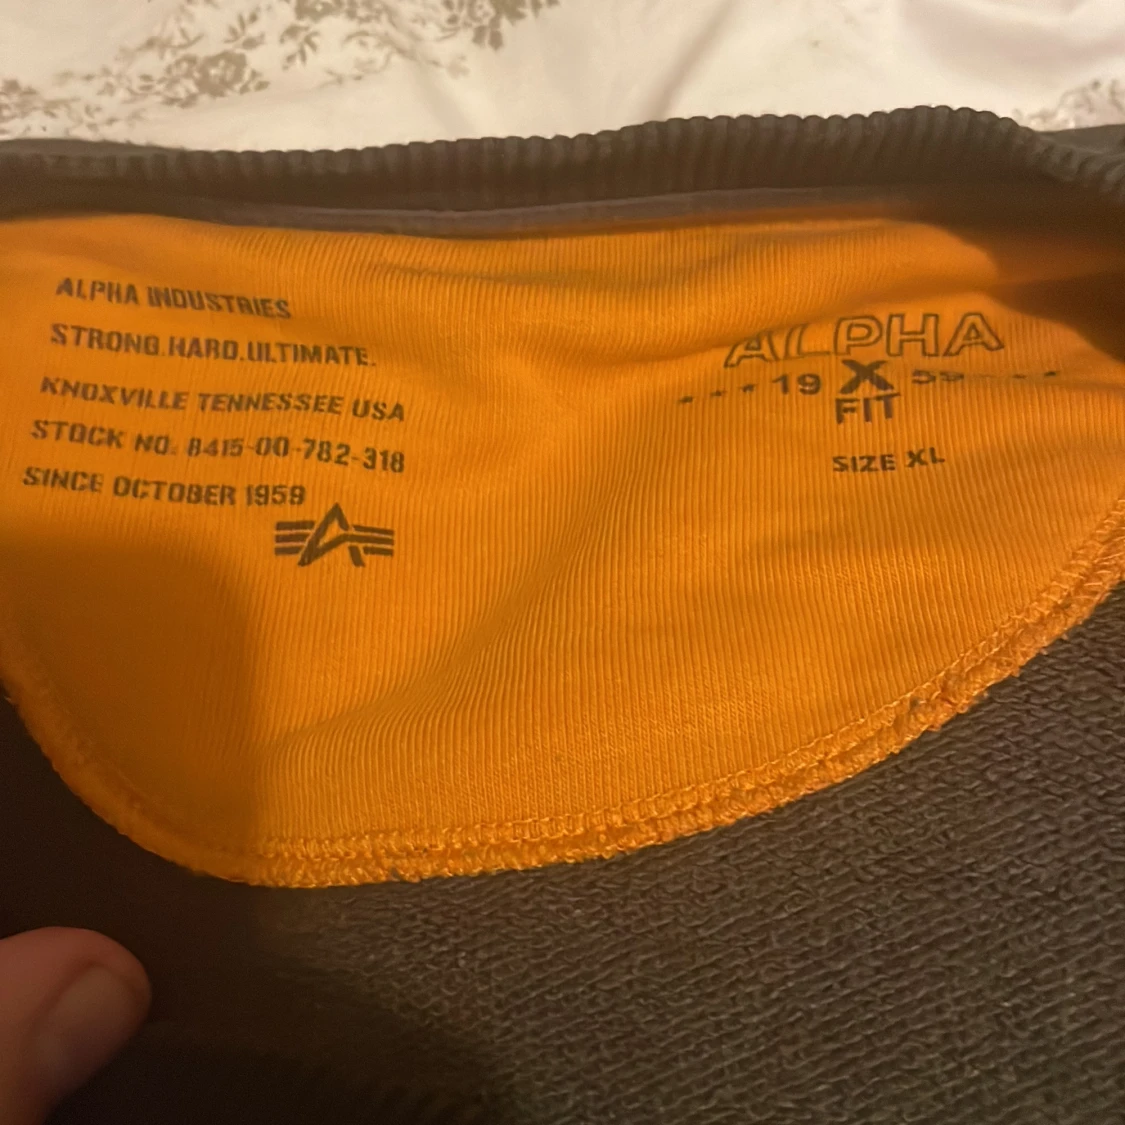 ALPHA INDUSTRIES
STRONG.HARD.ULTIMATE.
KNOXVILLE TENNESSEE USA
STOCK NO. 8415-00-782-318
SINCE OCTOBER 1959
ALPHA
19 X 59
FIT
SIZE XL